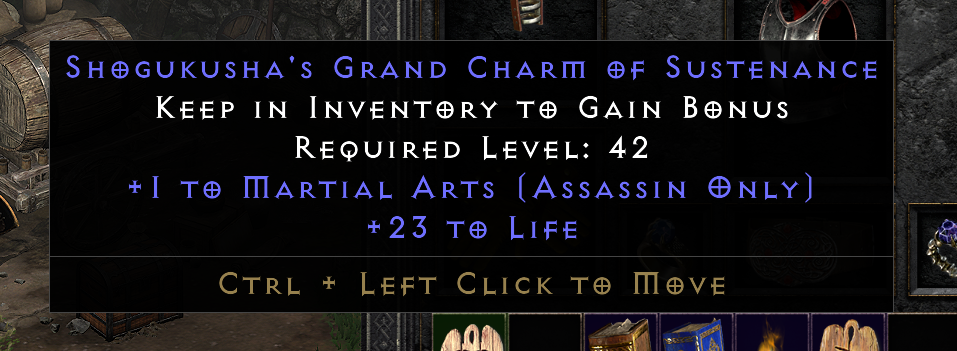 Shogukusha's Grand Charm of Sustenance
Keep in Inventory to Gain Bonus
Required Level: 42
+1 to Martial Arts (Assassin Only)
+23 to Life
Ctrl + Left Click to Move